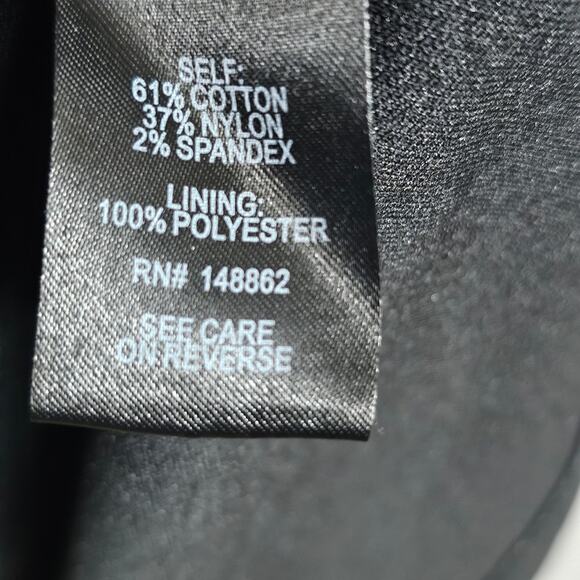 SELF:
61% COTTON
37% NYLON
2% SPANDEX
LINING:
100% POLYESTER
RN# 148862
SEE CARE
ON REVERSE